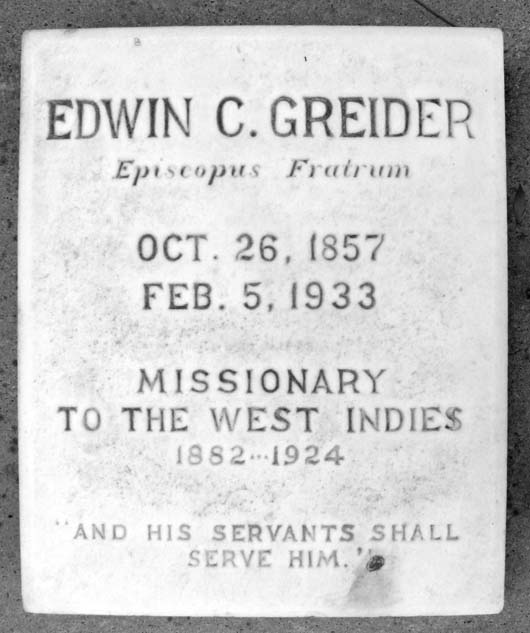 EDWIN C. GREIDER
Episcopus Fratrum
OCT. 26, 1857
FEB. 5, 1933
MISSIONARY
TO THE WEST INDIES
1882...1924
"AND HIS SERVANTS SHALL
SERVE HIM."